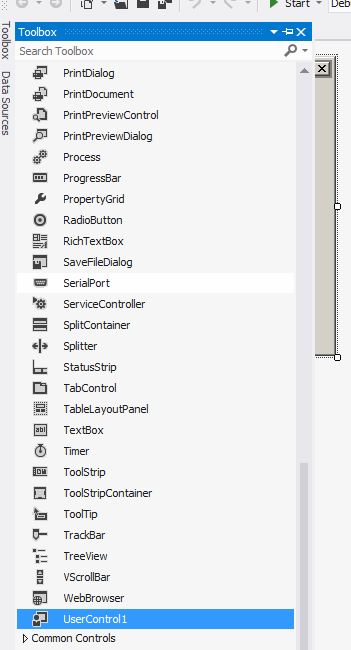 Start
Debu
Toolbox
Data Sources
Toolbox
Search Toolbox
PrintDialog
PrintDocument
PrintPreviewControl
PrintPreviewDialog
Process
ProgressBar
PropertyGrid
RadioButton
RichTextBox
SaveFileDialog
SerialPort
ServiceController
SplitContainer
Splitter
StatusStrip
TabControl
TableLayoutPanel
TextBox
Timer
ToolStrip
ToolStripContainer
ToolTip
TrackBar
TreeView
VScrollBar
WebBrowser
UserControl1
Common Controls